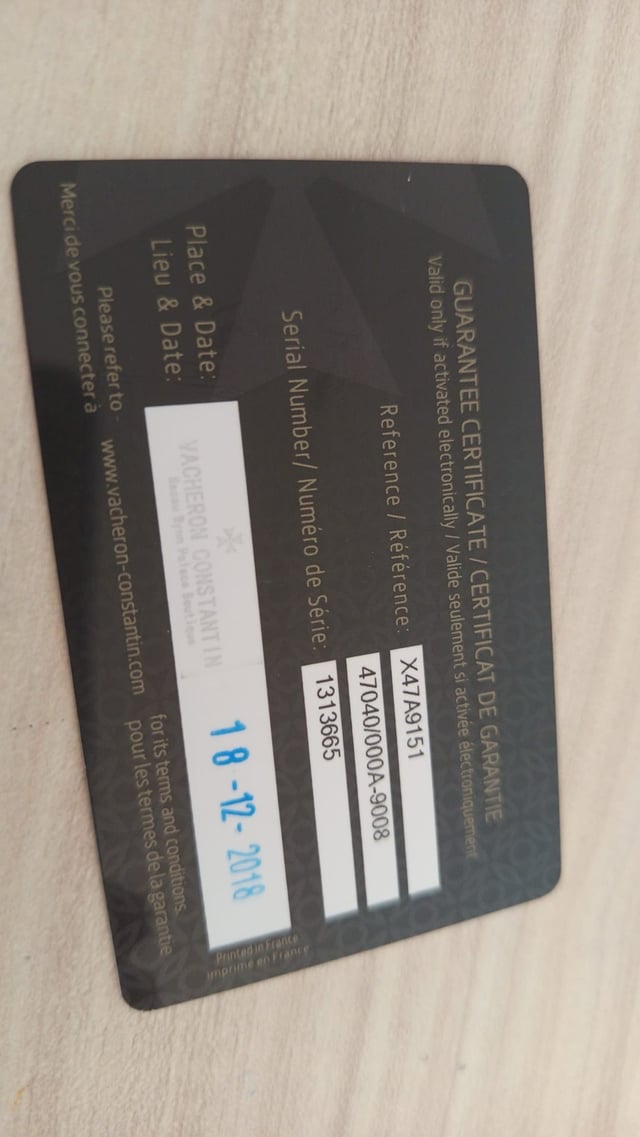 GUARANTEE CERTIFICATE / CERTIFICAT DE GARANTIE
Valid only if activated electronically / Valide seulement si activée électroniquement
X47A9151
Reference / Référence: 47040/000A-9008
Serial Number/ Numéro de Série: 1313665
Place & Date:
Lieu & Date:
VACHERON CONSTANTIN
Palace Boutique
18-12-2018
Please refer to - www.vacheron-constantin.com for its terms and conditions.
Merci de vous connecter à pour les termes de la garantie
Printed in France
Imprimé en France